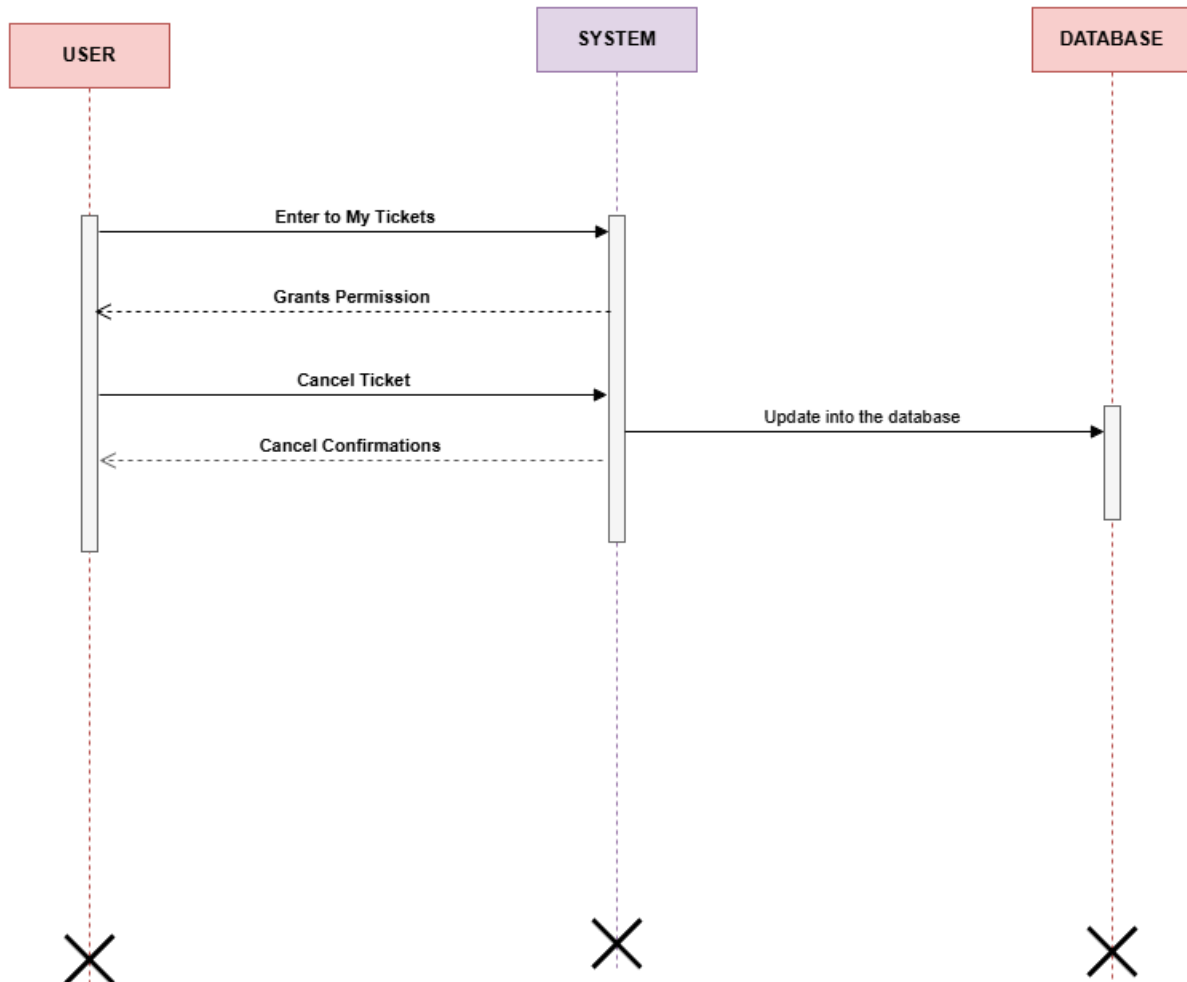 USER
SYSTEM
DATABASE
Enter to My Tickets
Grants Permission
Cancel Ticket
Update into the database
Cancel Confirmations